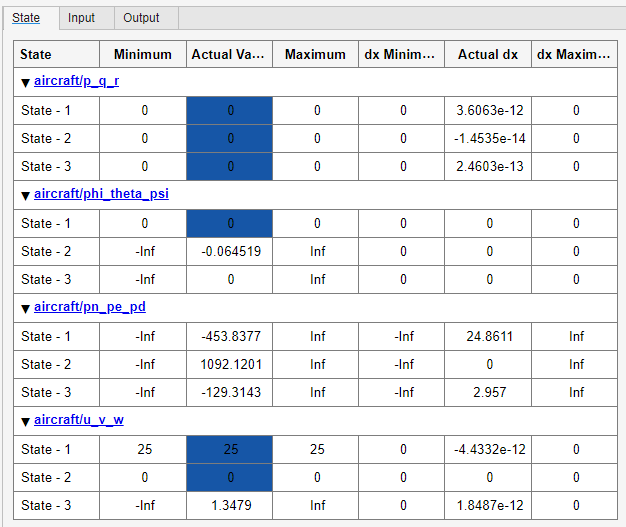 State Input Output
State Minimum Actual Va... Maximum dx Minim... Actual dx dx Maxim...
▼ aircraft/p_q_r
State - 1 0 0 0 0 3.6063e-12 0
State - 2 0 0 0 0 -1.4535e-14 0
State - 3 0 0 0 0 2.4603e-13 0
▼ aircraft/phi_theta_psi
State - 1 0 0 0 0 0 0
State - 2 -Inf -0.064519 Inf 0 0 0
State - 3 -Inf 0 Inf 0 0 0
▼ aircraft/pn_pe_pd
State - 1 -Inf -453.8377 Inf -Inf 24.8611 Inf
State - 2 -Inf 1092.1201 Inf -Inf 0 Inf
State - 3 -Inf -129.3143 Inf -Inf 2.957 Inf
▼ aircraft/u_v_w
State - 1 25 25 25 0 -4.4332e-12 0
State - 2 0 0 0 0 0 0
State - 3 -Inf 1.3479 Inf 0 1.8487e-12 0